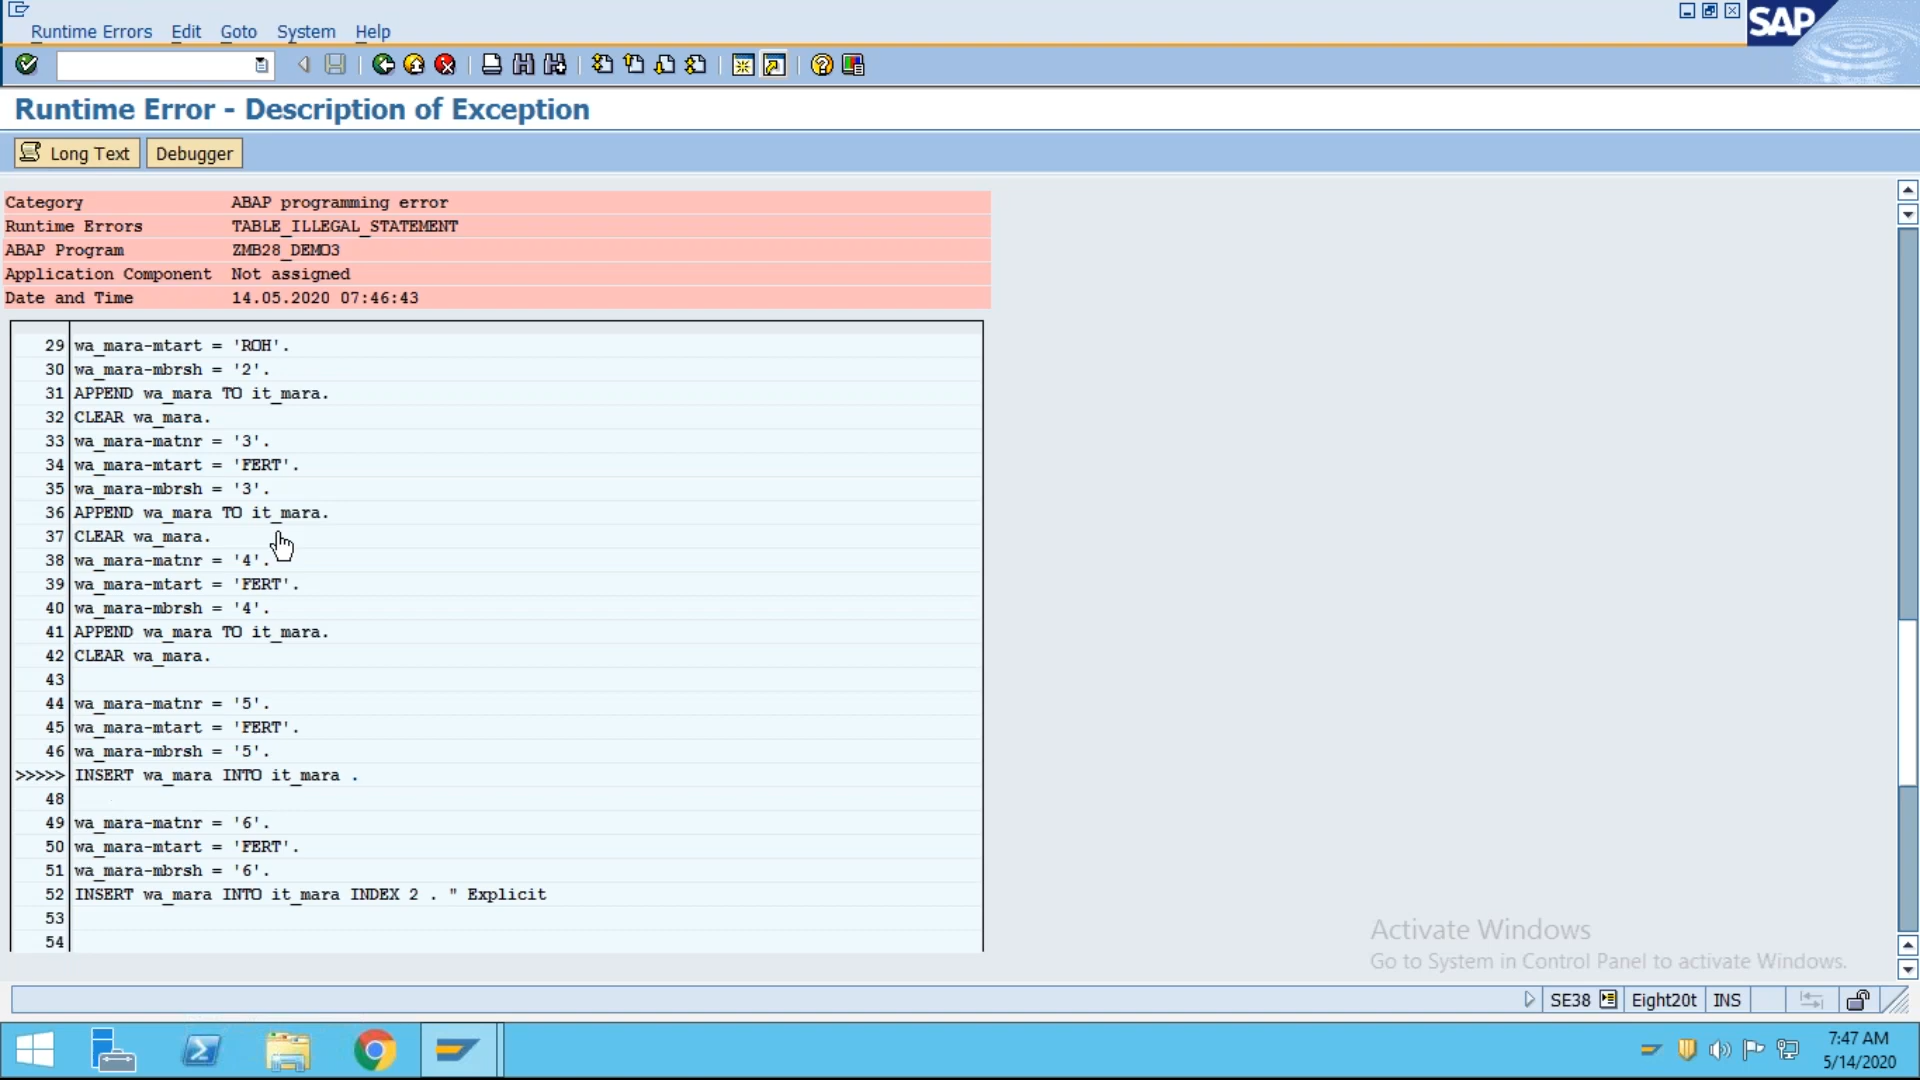 Runtime Errors Edit Goto System Help
SAP
Runtime Error - Description of Exception
Long Text Debugger
Category ABAP programming error
Runtime Errors TABLE_ILLEGAL_STATEMENT
ABAP Program ZMB28_DEMO3
Application Component Not assigned
Date and Time 14.05.2020 07:46:43
29 wa_mara-mtart = 'ROH'.
30 wa_mara-mbrsh = '2'.
31 APPEND wa_mara TO it_mara.
32 CLEAR wa_mara.
33 wa_mara-matnr = '3'.
34 wa_mara-mtart = 'FERT'.
35 wa_mara-mbrsh = '3'.
36 APPEND wa_mara TO it_mara.
37 CLEAR wa_mara.
38 wa_mara-matnr = '4'.
39 wa_mara-mtart = 'FERT'.
40 wa_mara-mbrsh = '4'.
41 APPEND wa_mara TO it_mara.
42 CLEAR wa_mara.
43
44 wa_mara-matnr = '5'.
45 wa_mara-mtart = 'FERT'.
46 wa_mara-mbrsh = '5'.
>>>>> INSERT wa_mara INTO it_mara .
48
49 wa_mara-matnr = '6'.
50 wa_mara-mtart = 'FERT'.
51 wa_mara-mbrsh = '6'.
52 INSERT wa_mara INTO it_mara INDEX 2 . " Explicit
53
54
Activate Windows
Go to System in Control Panel to activate Windows.
SE38 Eight20t INS
7:47 AM
5/14/2020